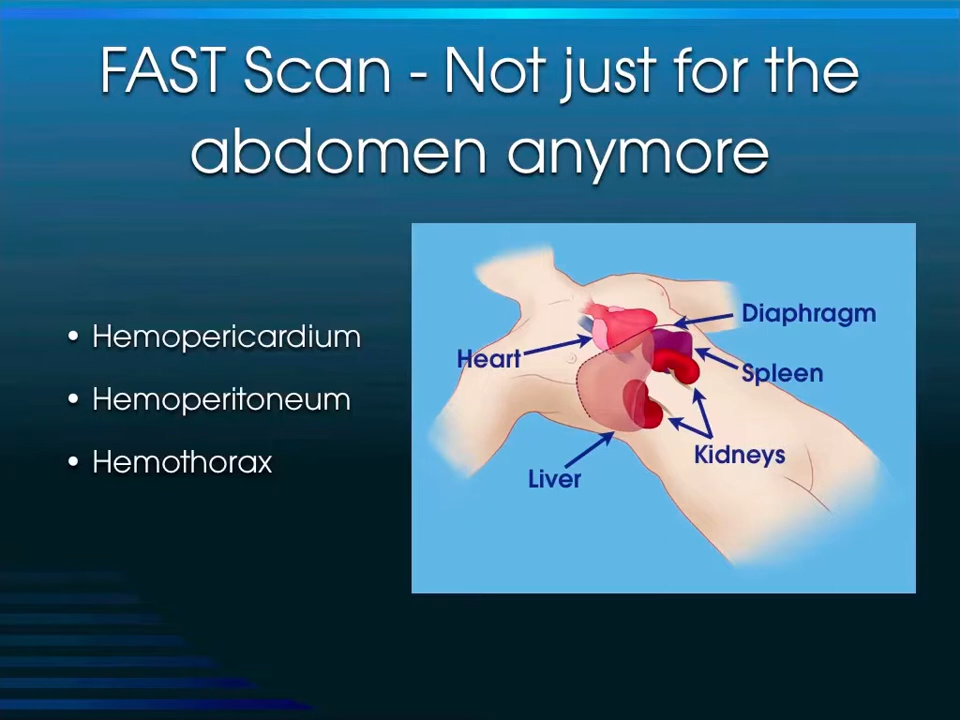 FAST Scan - Not just for the
abdomen anymore
• Hemopericardium
• Hemoperitoneum
• Hemothorax
Diaphragm
Heart
Spleen
Kidneys
Liver